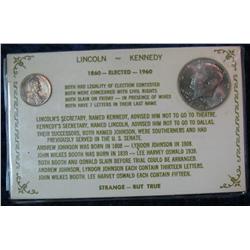 LINCOLN - KENNEDY
1860 - ELECTED - 1960
BOTH HAD LEGALITY OF ELECTION CONTESTED
BOTH WERE CONCERNED WITH CIVIL RIGHTS
BOTH SLAIN ON FRIDAY - IN PRESENCE OF WIVES
BOTH HAVE 7 LETTERS IN THEIR LAST NAME
LINCOLN'S SECRETARY, NAMED KENNEDY, ADVISED HIM NOT TO GO TO THEATRE.
KENNEDY'S SECRETARY, NAMED LINCOLN, ADVISED HIM NOT TO GO TO DALLAS.
THEIR SUCCESSORS, BOTH NAMED JOHNSON, WERE SOUTHERNERS AND HAD
PREVIOUSLY SERVED IN THE U. S. SENATE.
ANDREW JOHNSON WAS BORN IN 1808 - LYNDON JOHNSON IN 1908.
JOHN WILKES BOOTH WAS BORN IN 1839 - LEE HARVEY OSWALD 1939.
BOTH BOOTH AND OSWALD SLAIN BEFORE TRIAL COULD BE ARRANGED.
ANDREW JOHNSON, LYNDON JOHNSON EACH CONTAIN THIRTEEN LETTERS.
JOHN WILKES BOOTH, LEE HARVEY OSWALD EACH CONTAIN FIFTEEN.
STRANGE - BUT TRUE